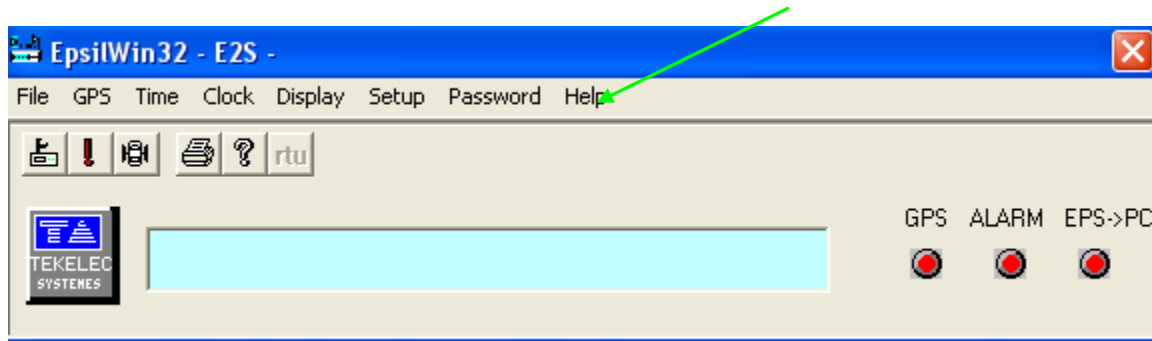 EpsilWin32 - E2S -
File GPS Time Clock Display Setup Password Help
rtu
GPS ALARM EPS->PC
TEKELEC
SYSTEMES